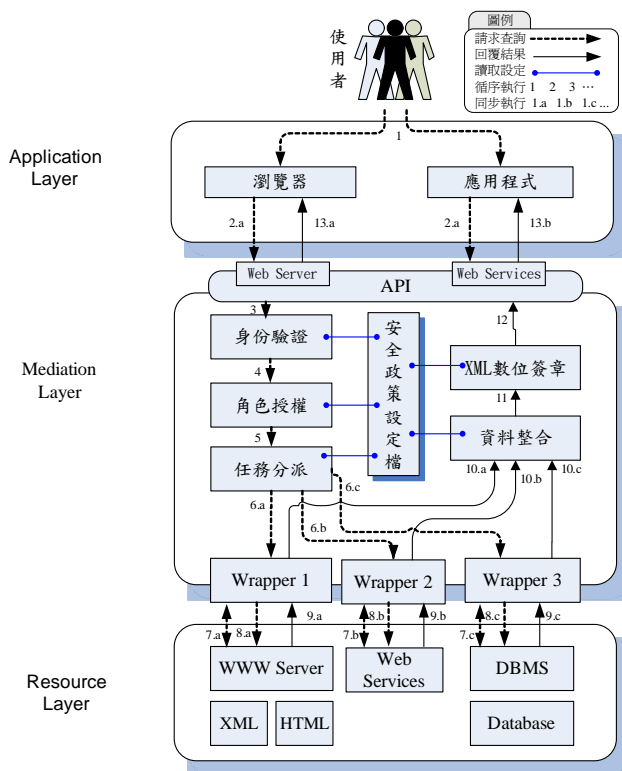 使用者
圖例
請求查詢
回覆結果
讀取設定
循序執行 1 2 3 …
同步執行 1.a 1.b 1.c ...
1
Application Layer
瀏覽器
應用程式
2.a
13.a
2.a
13.b
Web Server
Web Services
API
3
12
Mediation Layer
身份驗證
安全政策設定檔
XML數位簽章
4
11
角色授權
資料整合
5
任務分派
10.a
10.b
10.c
6.a
6.b
6.c
Wrapper 1
Wrapper 2
Wrapper 3
7.a
8.a
9.a
7.b
8.b
9.b
7.c
8.c
9.c
Resource Layer
WWW Server
Web Services
DBMS
XML
HTML
Database